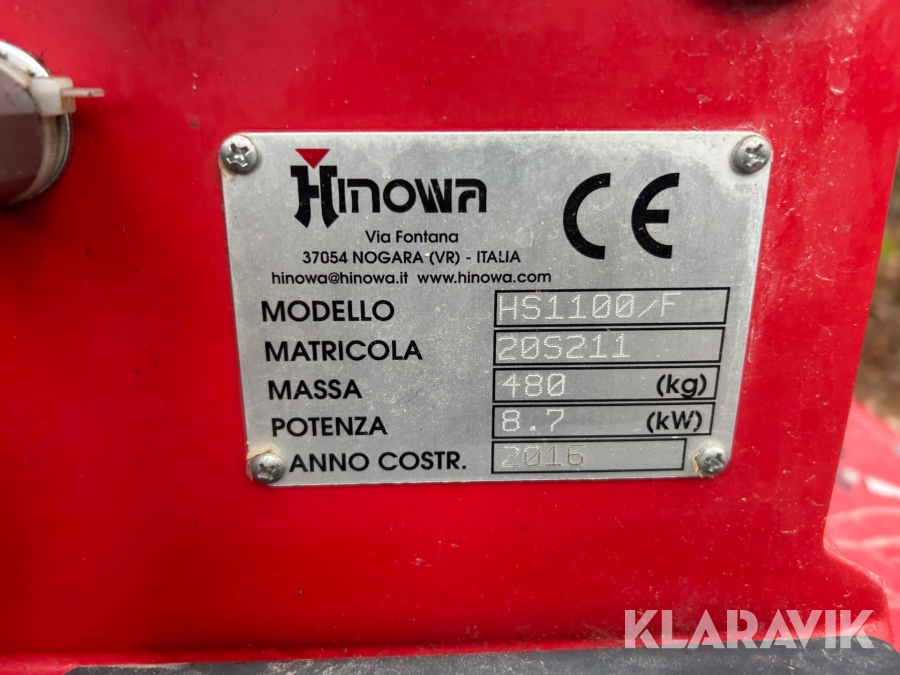 HINOWA
CE
Via Fontana
37054 NOGARA (VR) - ITALIA
hinowa@hinowa.it www.hinowa.com
MODELLO HS1100/F
MATRICOLA 20S211
MASSA 480 (kg)
POTENZA 8.7 (kW)
ANNO COSTR. 2016
KLARAVIK